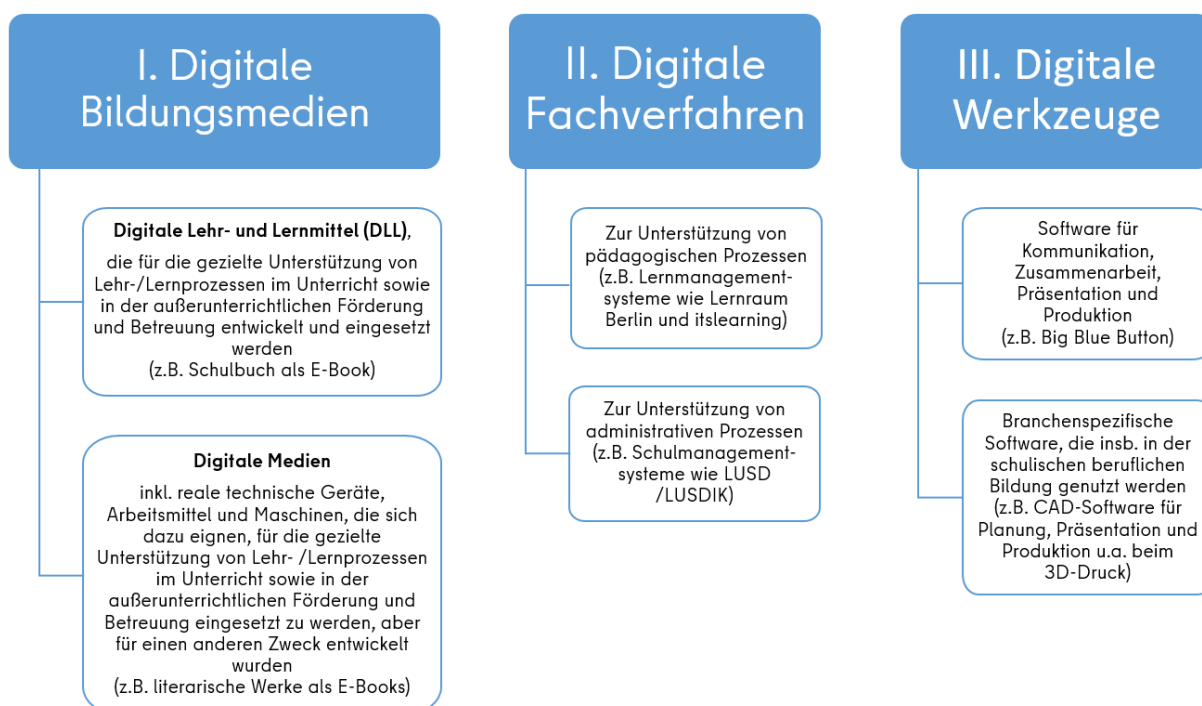 I. Digitale
Bildungsmedien
Digitale Lehr- und Lernmittel (DLL),
die für die gezielte Unterstützung von
Lehr-/Lernprozessen im Unterricht sowie
in der außerunterrichtlichen Förderung
und Betreuung entwickelt und eingesetzt
werden
(z.B. Schulbuch als E-Book)
Digitale Medien
inkl. reale technische Geräte,
Arbeitsmittel und Maschinen, die sich
dazu eignen, für die gezielte
Unterstützung von Lehr- /Lernprozessen
im Unterricht sowie in der
außerunterrichtlichen Förderung und
Betreuung eingesetzt zu werden, aber
für einen anderen Zweck entwickelt
wurden
(z.B. literarische Werke als E-Books)
II. Digitale
Fachverfahren
Zur Unterstützung von
pädagogischen Prozessen
(z.B. Lernmanagement-
systeme wie Lernraum
Berlin und itslearning)
Zur Unterstützung von
administrativen Prozessen
(z.B. Schulmanagement-
systeme wie LUSD
/LUSDIK)
III. Digitale
Werkzeuge
Software für
Kommunikation,
Zusammenarbeit,
Präsentation und
Produktion
(z.B. Big Blue Button)
Branchenspezifische
Software, die insb. in der
schulischen beruflichen
Bildung genutzt werden
(z.B. CAD-Software für
Planung, Präsentation und
Produktion u.a. beim
3D-Druck)